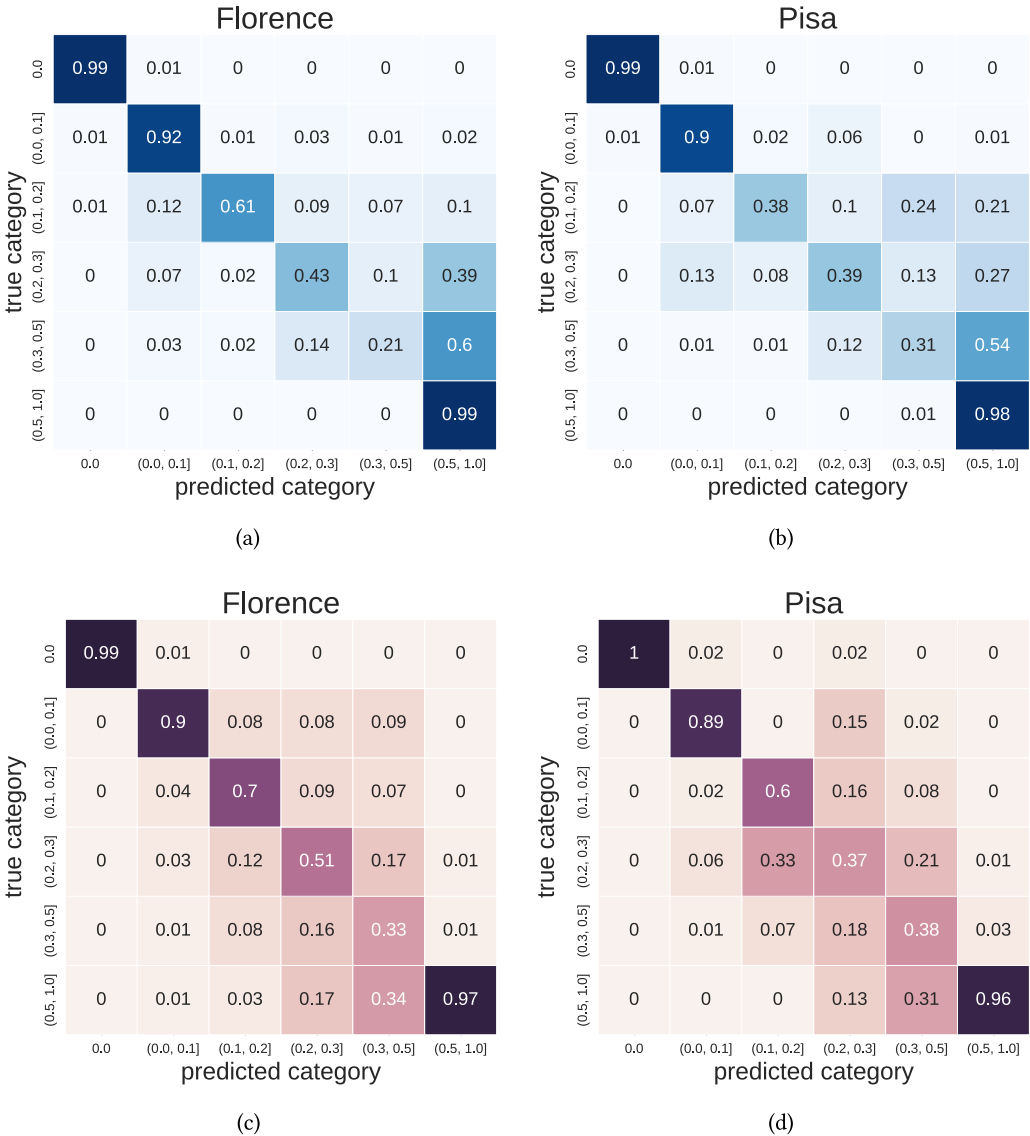 Florence
0.0 0.99 0.01 0 0 0 0
(0.0, 0.1] 0.01 0.92 0.01 0.03 0.01 0.02
(0.1, 0.2] 0.01 0.12 0.61 0.09 0.07 0.1
(0.2, 0.3] 0 0.07 0.02 0.43 0.1 0.39
(0.3, 0.5] 0 0.03 0.02 0.14 0.21 0.6
(0.5, 1.0] 0 0 0 0 0 0.99
true category
0.0 (0.0, 0.1] (0.1, 0.2] (0.2, 0.3] (0.3, 0.5] (0.5, 1.0]
predicted category
(a)
Pisa
0.0 0.99 0.01 0 0 0 0
(0.0, 0.1] 0.01 0.9 0.02 0.06 0 0.01
(0.1, 0.2] 0 0.07 0.38 0.1 0.24 0.21
(0.2, 0.3] 0 0.13 0.08 0.39 0.13 0.27
(0.3, 0.5] 0 0.01 0.01 0.12 0.31 0.54
(0.5, 1.0] 0 0 0 0 0.01 0.98
true category
0.0 (0.0, 0.1] (0.1, 0.2] (0.2, 0.3] (0.3, 0.5] (0.5, 1.0]
predicted category
(b)
Florence
0.0 0.99 0.01 0 0 0 0
(0.0, 0.1] 0 0.9 0.08 0.08 0.09 0
(0.1, 0.2] 0 0.04 0.7 0.09 0.07 0
(0.2, 0.3] 0 0.03 0.12 0.51 0.17 0.01
(0.3, 0.5] 0 0.01 0.08 0.16 0.33 0.01
(0.5, 1.0] 0 0.01 0.03 0.17 0.34 0.97
true category
0.0 (0.0, 0.1] (0.1, 0.2] (0.2, 0.3] (0.3, 0.5] (0.5, 1.0]
predicted category
(c)
Pisa
0.0 1 0.02 0 0.02 0 0
(0.0, 0.1] 0 0.89 0 0.15 0.02 0
(0.1, 0.2] 0 0.02 0.6 0.16 0.08 0
(0.2, 0.3] 0 0.06 0.33 0.37 0.21 0.01
(0.3, 0.5] 0 0.01 0.07 0.18 0.38 0.03
(0.5, 1.0] 0 0 0 0.13 0.31 0.96
true category
0.0 (0.0, 0.1] (0.1, 0.2] (0.2, 0.3] (0.3, 0.5] (0.5, 1.0]
predicted category
(d)